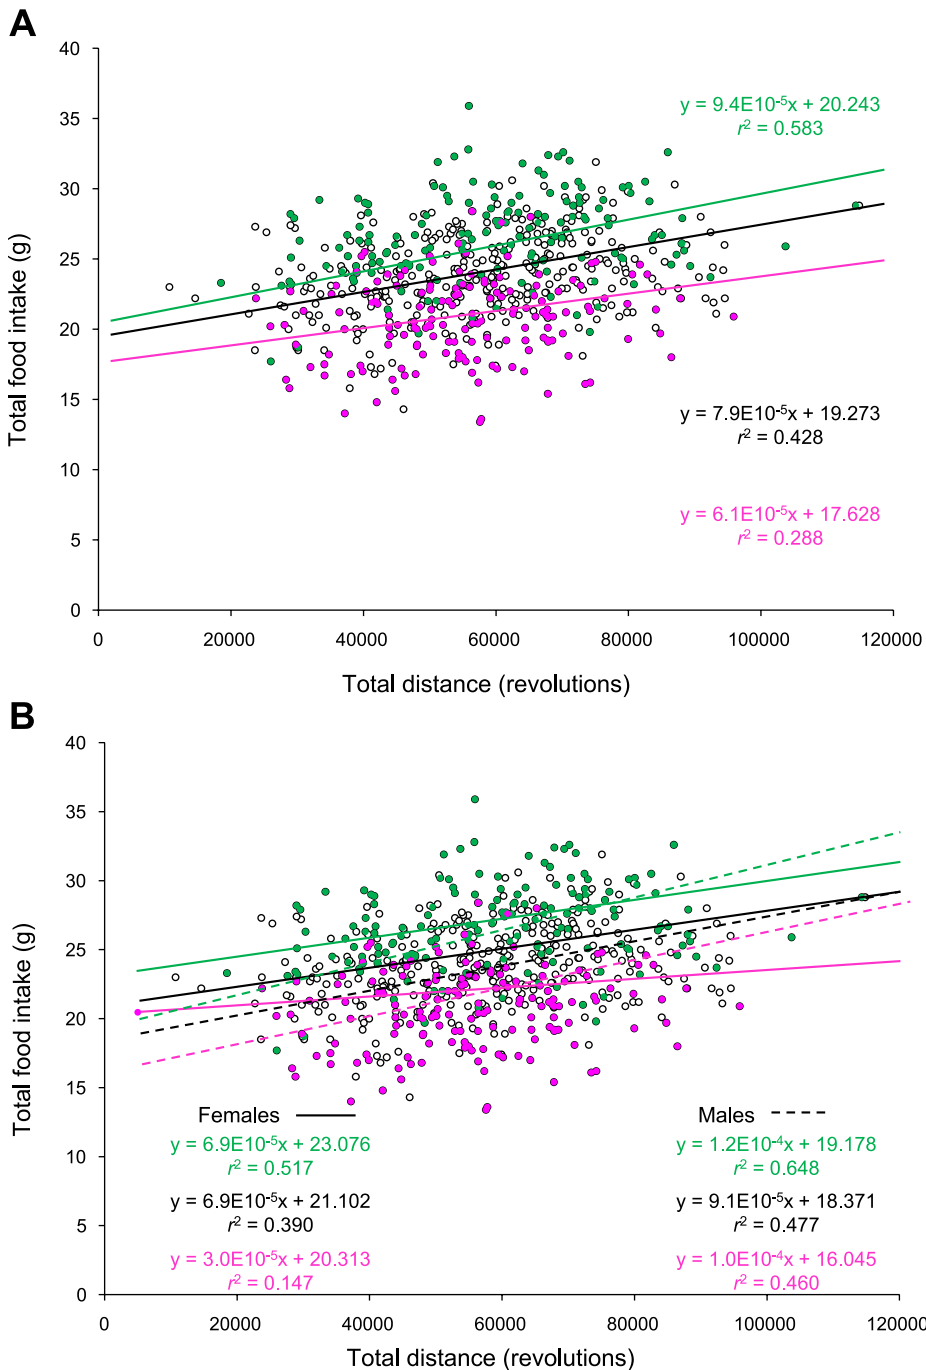 A
40
35
30
25
20
15
10
5
0
Total food intake (g)
y = 9.4E10⁻⁵x + 20.243
r² = 0.583
y = 7.9E10⁻⁵x + 19.273
r² = 0.428
y = 6.1E10⁻⁵x + 17.628
r² = 0.288
0 20000 40000 60000 80000 100000 120000
Total distance (revolutions)
B
40
35
30
25
20
15
10
5
0
Total food intake (g)
Females
y = 6.9E10⁻⁵x + 23.076
r² = 0.517
y = 6.9E10⁻⁵x + 21.102
r² = 0.390
y = 3.0E10⁻⁵x + 20.313
r² = 0.147
Males
y = 1.2E10⁻⁴x + 19.178
r² = 0.648
y = 9.1E10⁻⁵x + 18.371
r² = 0.477
y = 1.0E10⁻⁴x + 16.045
r² = 0.460
0 20000 40000 60000 80000 100000 120000
Total distance (revolutions)